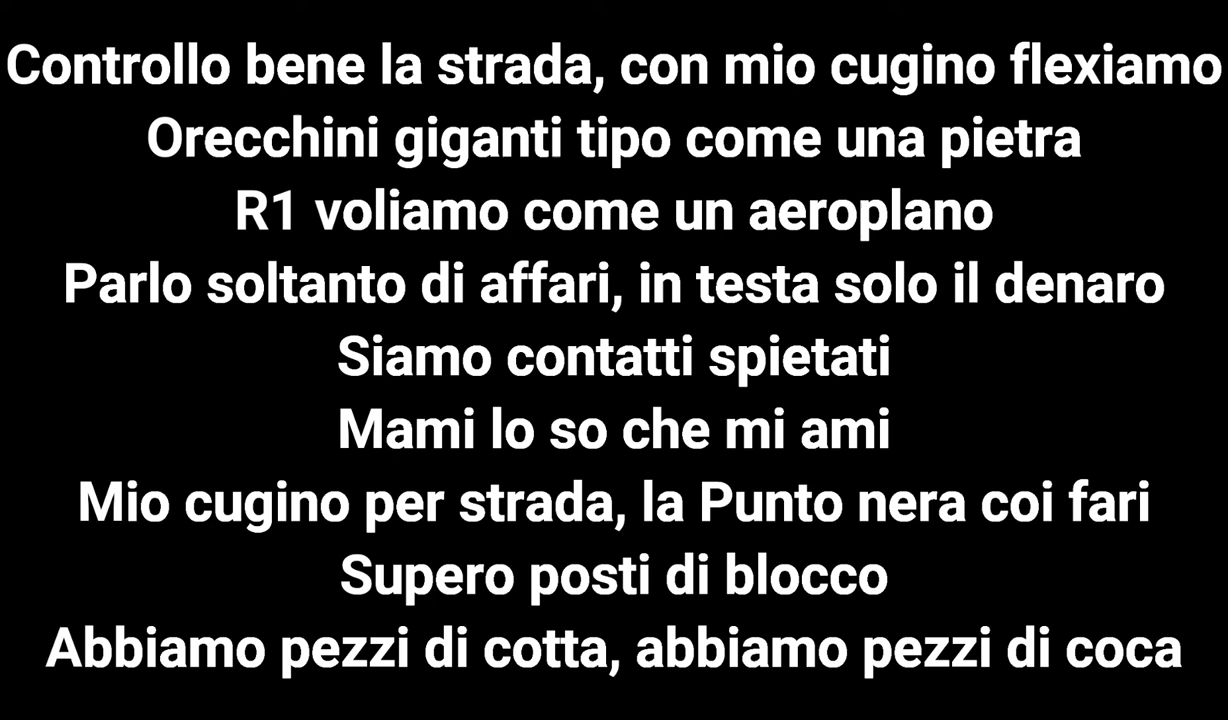 Controllo bene la strada, con mio cugino flexiamo
Orecchini giganti tipo come una pietra
R1 voliamo come un aeroplano
Parlo soltanto di affari, in testa solo il denaro
Siamo contatti spietati
Mami lo so che mi ami
Mio cugino per strada, la Punto nera coi fari
Supero posti di blocco
Abbiamo pezzi di cotta, abbiamo pezzi di coca